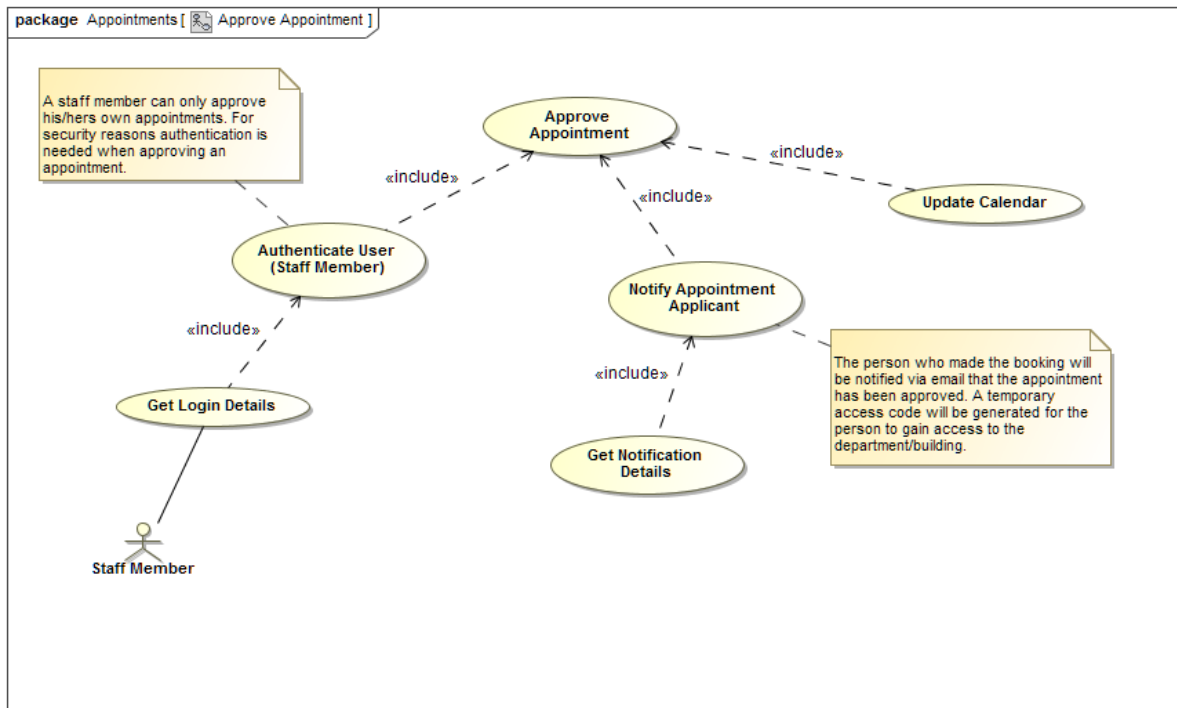 package Appointments [ Approve Appointment ]
A staff member can only approve
his/hers own appointments. For
security reasons authentication is
needed when approving an
appointment.
Approve
Appointment
«include»
«include»
«include»
Update Calendar
Authenticate User
(Staff Member)
Notify Appointment
Applicant
«include»
«include»
The person who made the booking will
be notified via email that the appointment
has been approved. A temporary
access code will be generated for the
person to gain access to the
department/building.
Get Login Details
Get Notification
Details
Staff Member